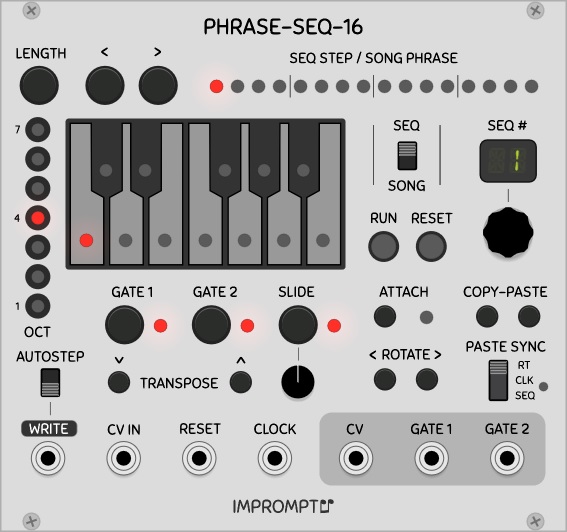 PHRASE-SEQ-16
LENGTH < >
SEQ STEP / SONG PHRASE
7
4
1
OCT
SEQ
SONG
SEQ #
1
RUN RESET
GATE 1 GATE 2 SLIDE
ATTACH
COPY-PASTE
AUTOSTEP
˅ TRANSPOSE ˄
< ROTATE >
PASTE SYNC
RT
CLK
SEQ
WRITE CV IN RESET CLOCK CV GATE 1 GATE 2
IMPROMPTU